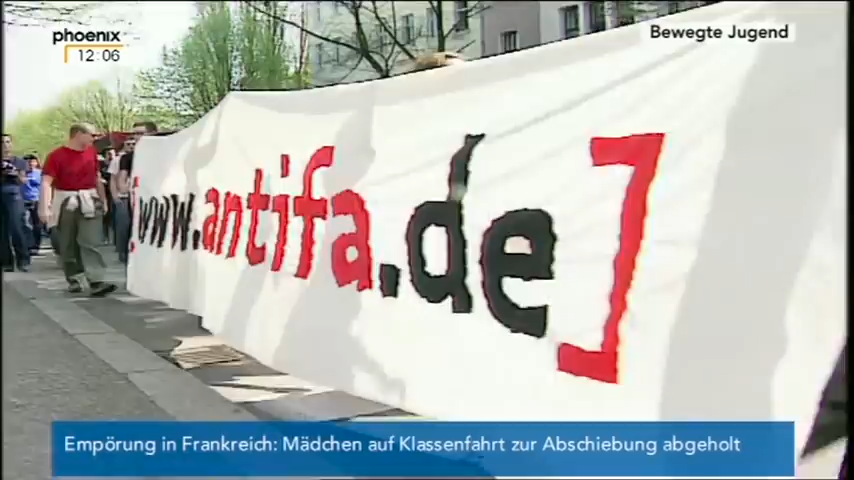 phoenix
12:06
Bewegte Jugend
[www.antifa.de]
Empörung in Frankreich: Mädchen auf Klassenfahrt zur Abschiebung abgeholt